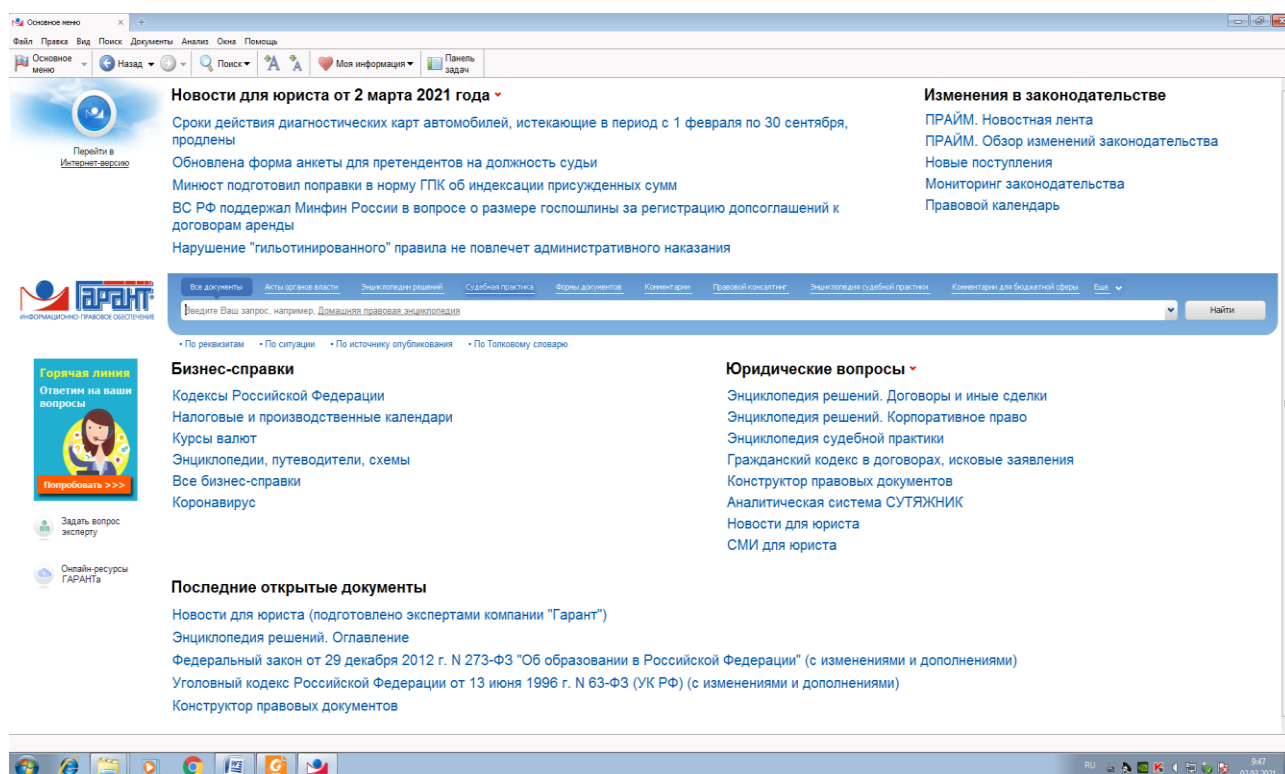 Основное меню
Файл Правка Вид Поиск Документы Анализ Окна Помощь
Основное меню Назад Поиск Моя информация Панель задач
Перейти в
Интернет-версию
Новости для юриста от 2 марта 2021 года
Сроки действия диагностических карт автомобилей, истекающие в период с 1 февраля по 30 сентября,
продлены
Обновлена форма анкеты для претендентов на должность судьи
Минюст подготовил поправки в норму ГПК об индексации присужденных сумм
ВС РФ поддержал Минфин России в вопросе о размере госпошлины за регистрацию допсоглашений к
договорам аренды
Нарушение "гильотинированного" правила не повлечет административного наказания
Изменения в законодательстве
ПРАЙМ. Новостная лента
ПРАЙМ. Обзор изменений законодательства
Новые поступления
Мониторинг законодательства
Правовой календарь
ГАРАНТ
ИНФОРМАЦИОННО-ПРАВОВОЕ ОБЕСПЕЧЕНИЕ
Все документы Акты органов власти Энциклопедии решений Судебная практика Формы документов Комментарии Правовой консалтинг Энциклопедия судебной практики Комментарии для бюджетной сферы Еще
Введите Ваш запрос, например, Домашняя правовая энциклопедия Найти
• По реквизитам • По ситуации • По источнику опубликования • По Толковому словарю
Горячая линия
Ответим на ваши
вопросы
Попробовать >>>
Задать вопрос
эксперту
Онлайн-ресурсы
ГАРАНТа
Бизнес-справки
Кодексы Российской Федерации
Налоговые и производственные календари
Курсы валют
Энциклопедии, путеводители, схемы
Все бизнес-справки
Коронавирус
Юридические вопросы
Энциклопедия решений. Договоры и иные сделки
Энциклопедия решений. Корпоративное право
Энциклопедия судебной практики
Гражданский кодекс в договорах, исковые заявления
Конструктор правовых документов
Аналитическая система СУТЯЖНИК
Новости для юриста
СМИ для юриста
Последние открытые документы
Новости для юриста (подготовлено экспертами компании "Гарант")
Энциклопедия решений. Оглавление
Федеральный закон от 29 декабря 2012 г. N 273-ФЗ "Об образовании в Российской Федерации" (с изменениями и дополнениями)
Уголовный кодекс Российской Федерации от 13 июня 1996 г. N 63-ФЗ (УК РФ) (с изменениями и дополнениями)
Конструктор правовых документов
RU 9:47